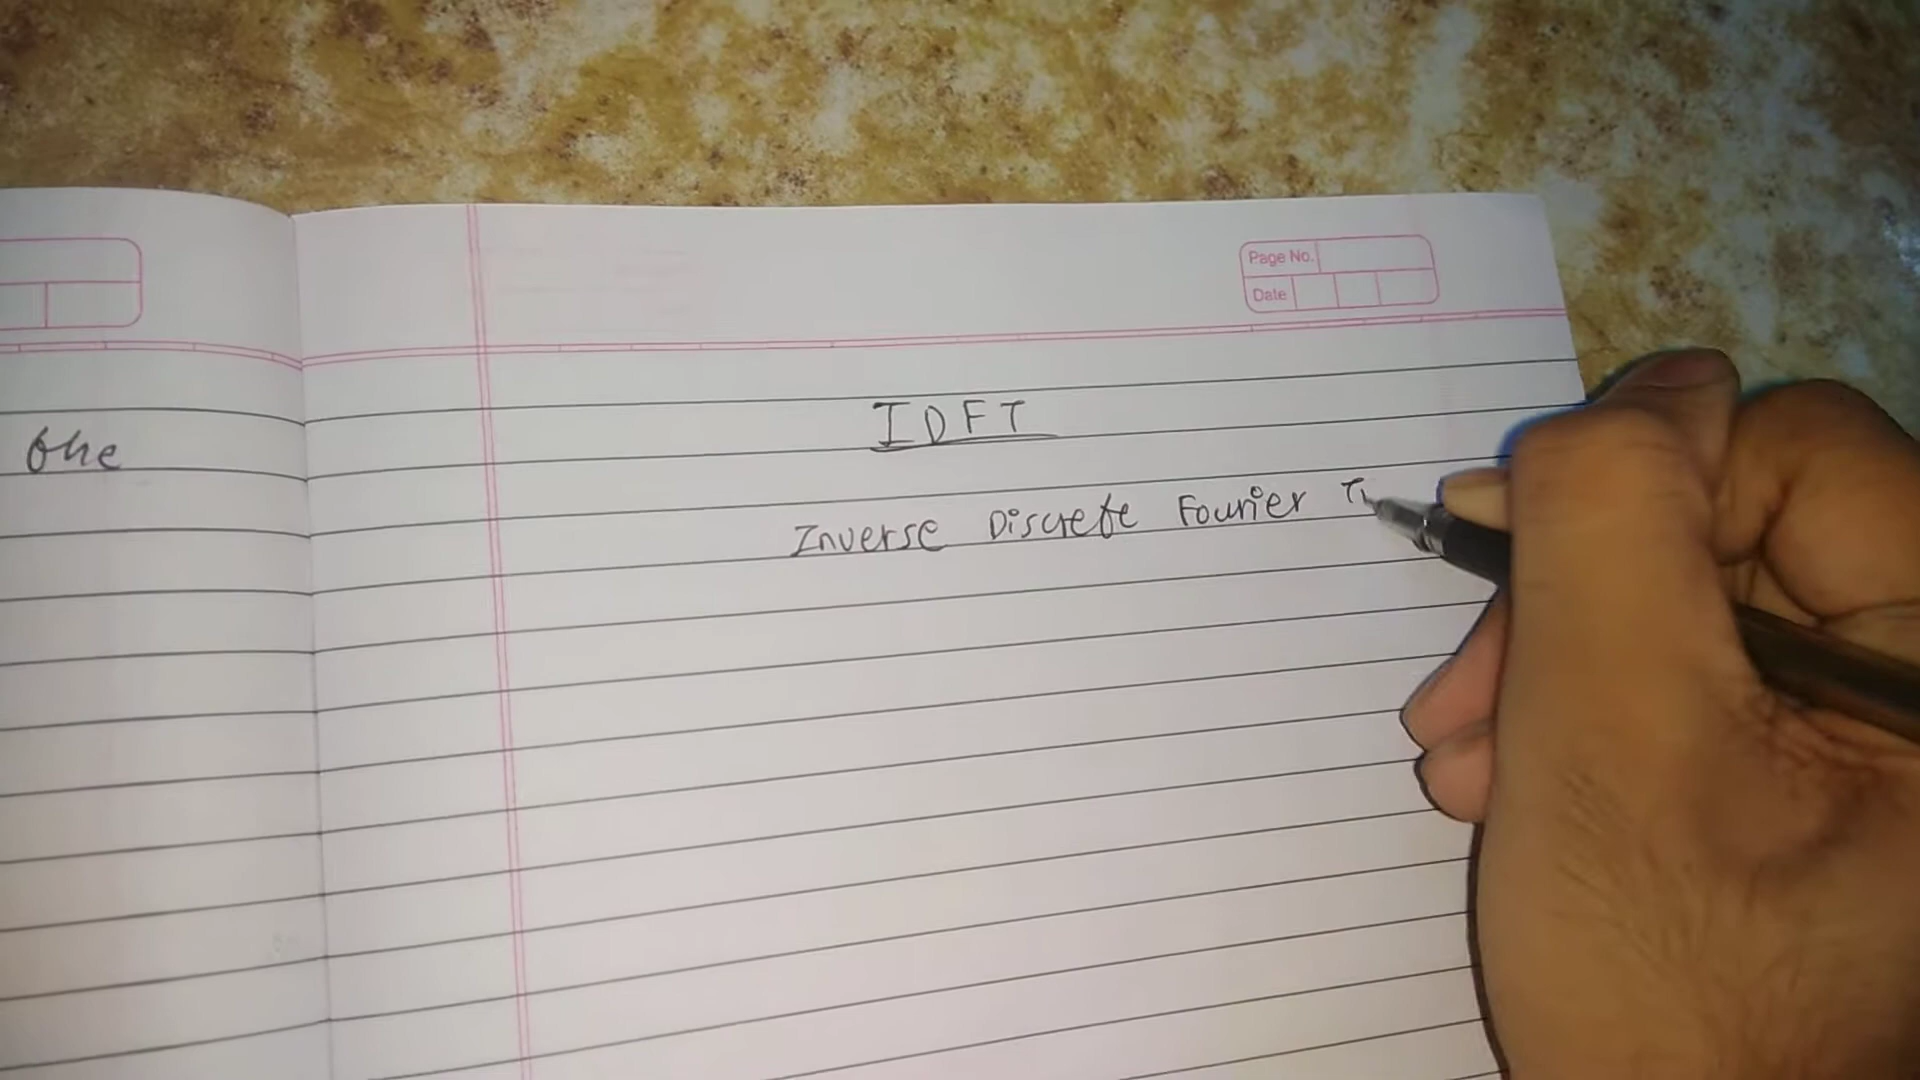 Page No.
Date
the
IDFT
Inverse Discrete Fourier